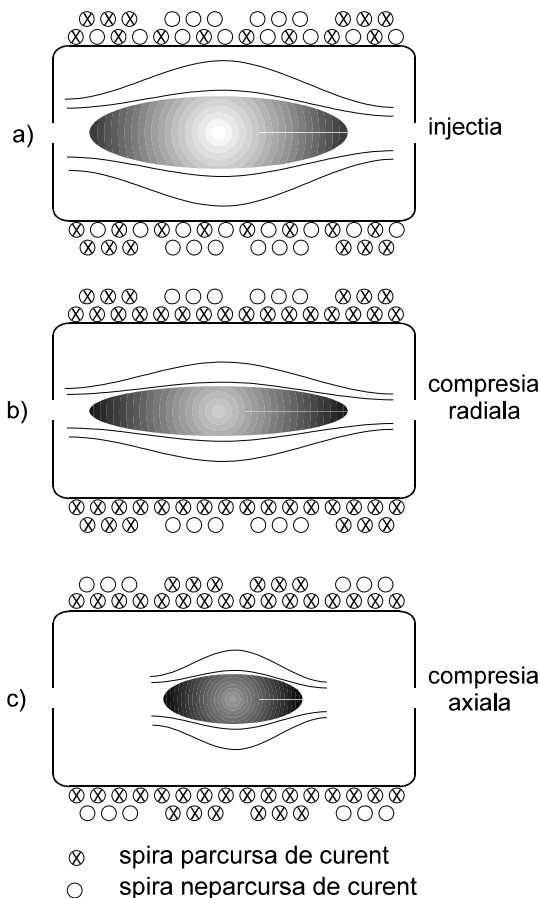 a)
injectia
b)
compresia
radiala
c)
compresia
axiala
spira parcursa de curent
spira neparcursa de curent